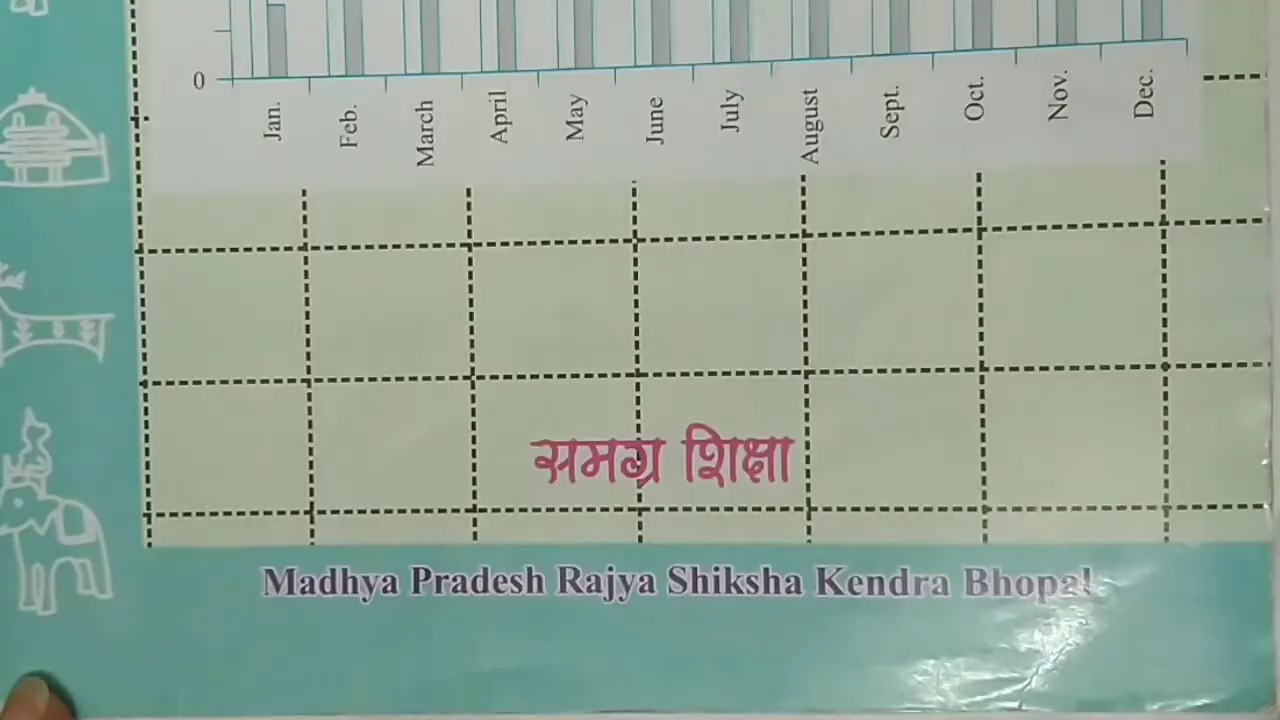 0
Jan. Feb. March April May June July August Sept. Oct. Nov. Dec.
समग्र शिक्षा
Madhya Pradesh Rajya Shiksha Kendra Bhopal